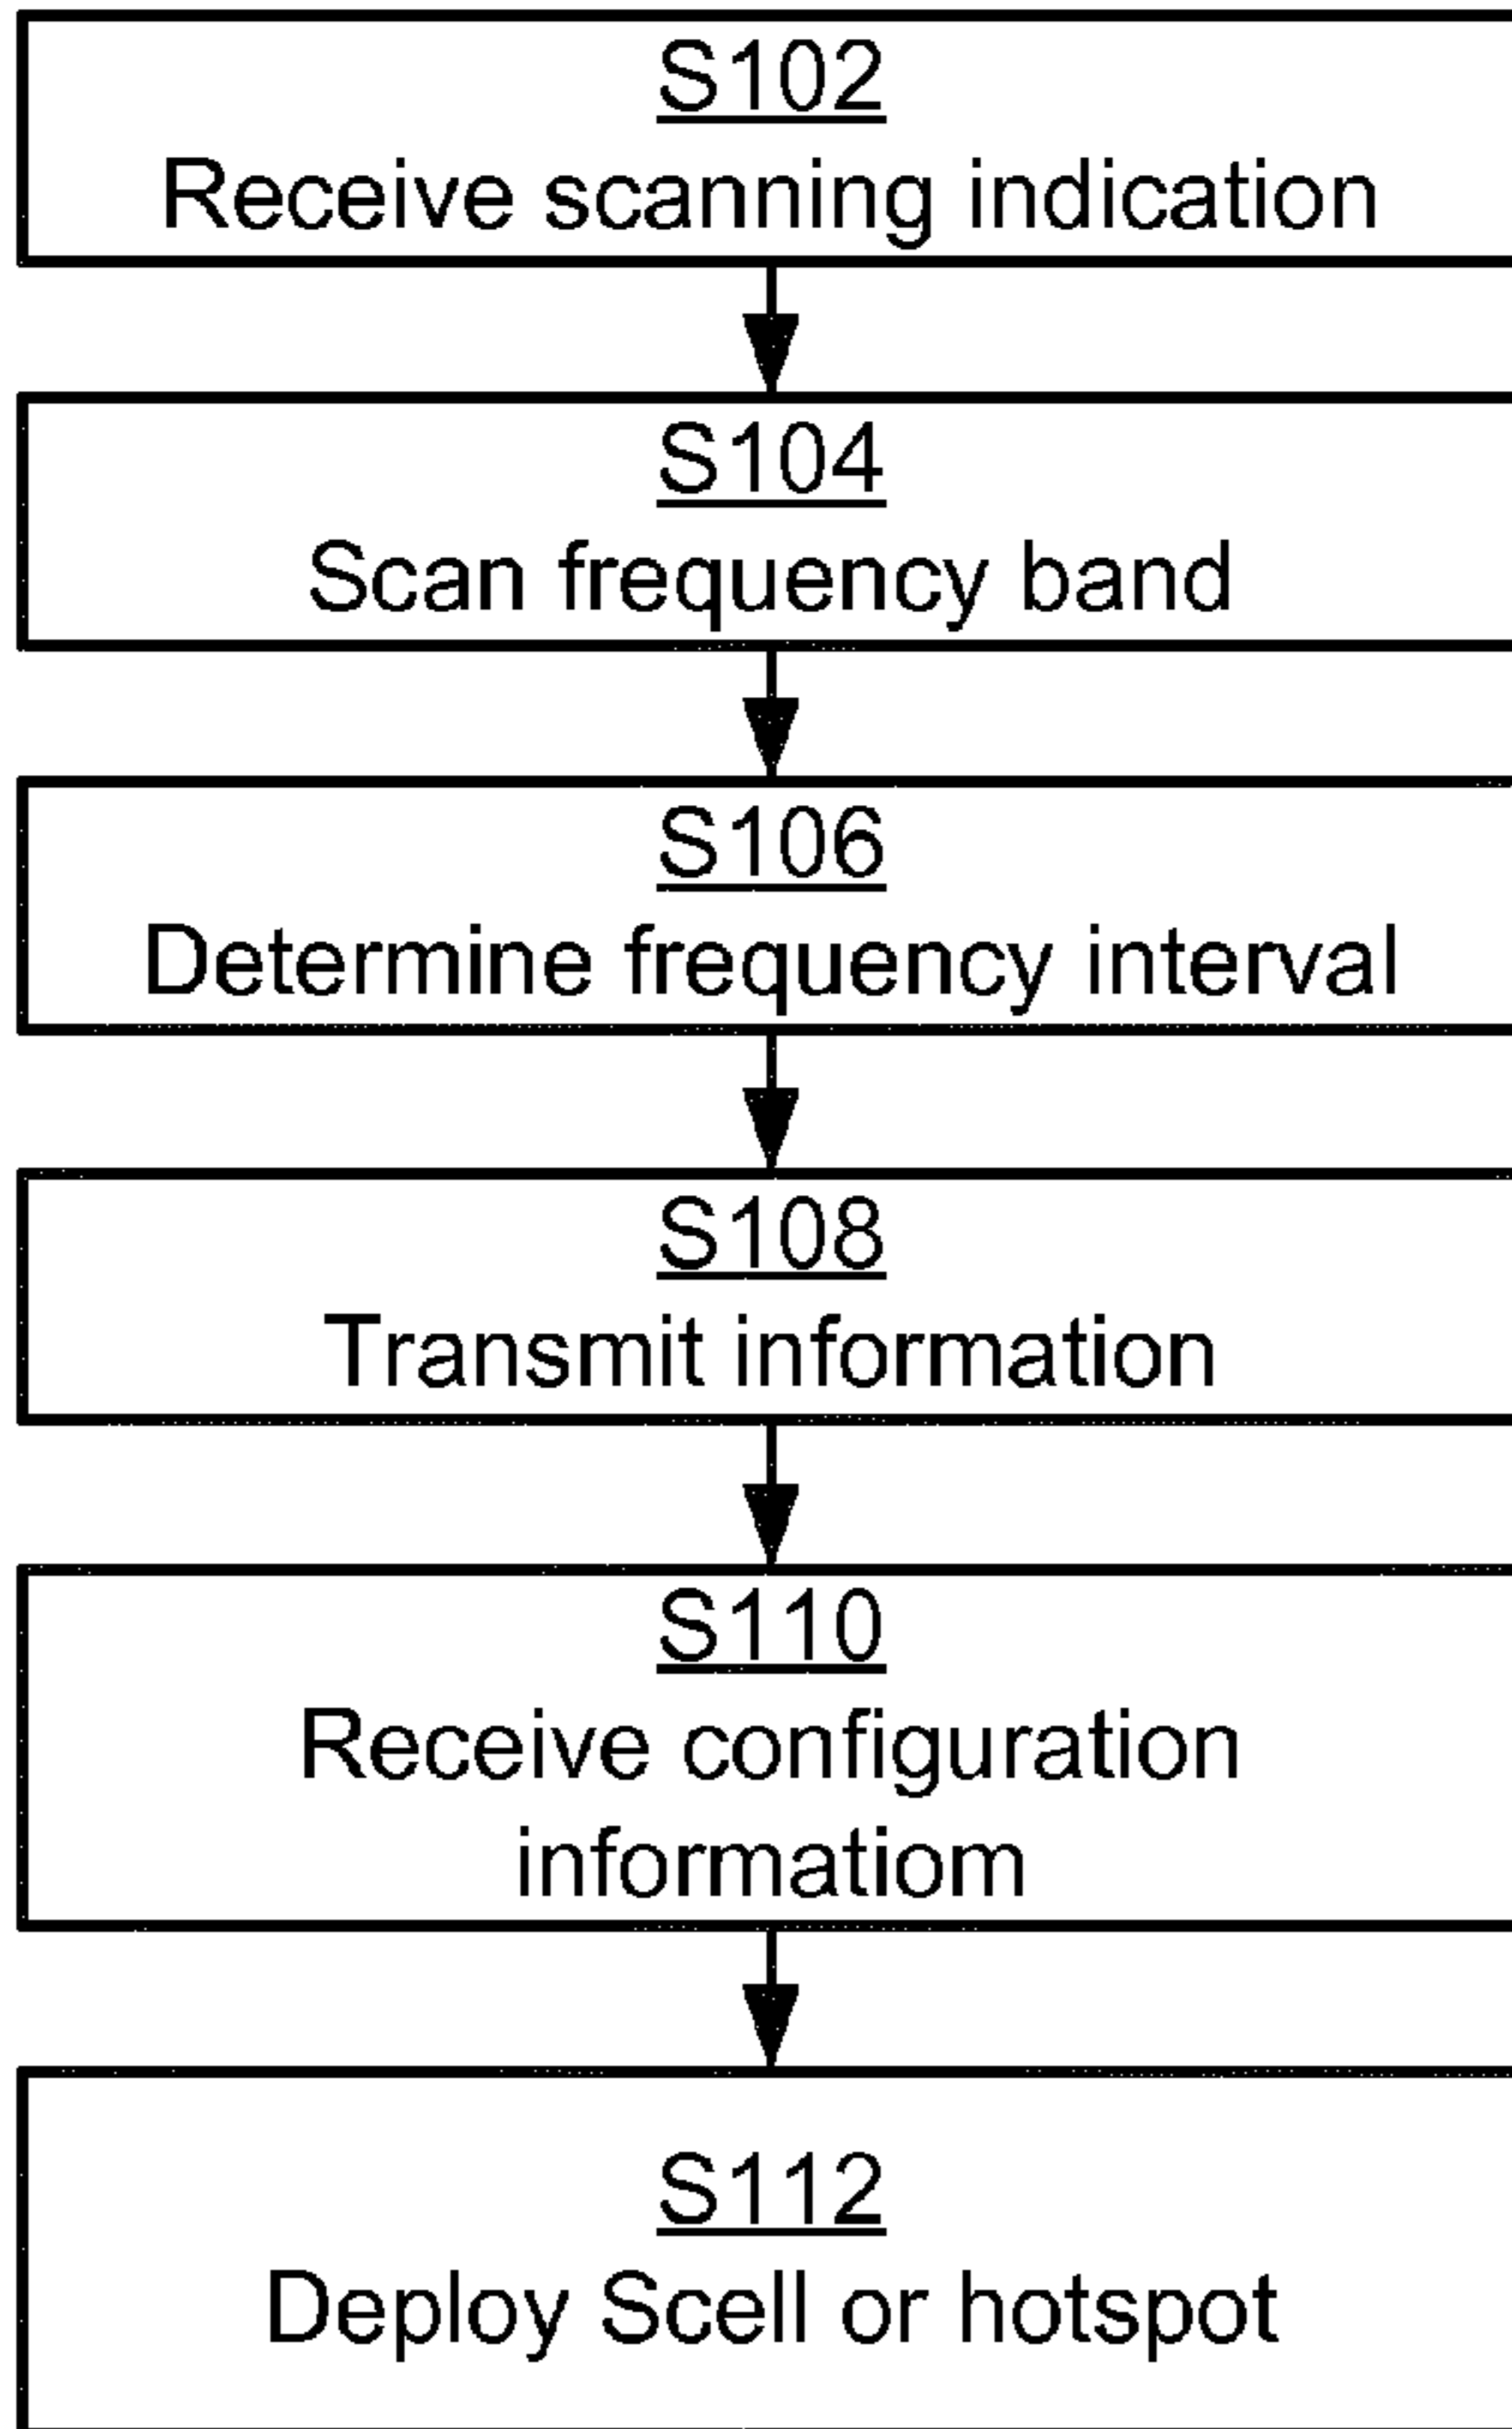 S102
Receive scanning indication
S104
Scan frequency band
S106
Determine frequency interval
S108
Transmit information
S110
Receive configuration
informatiom
S112
Deploy Scell or hotspot